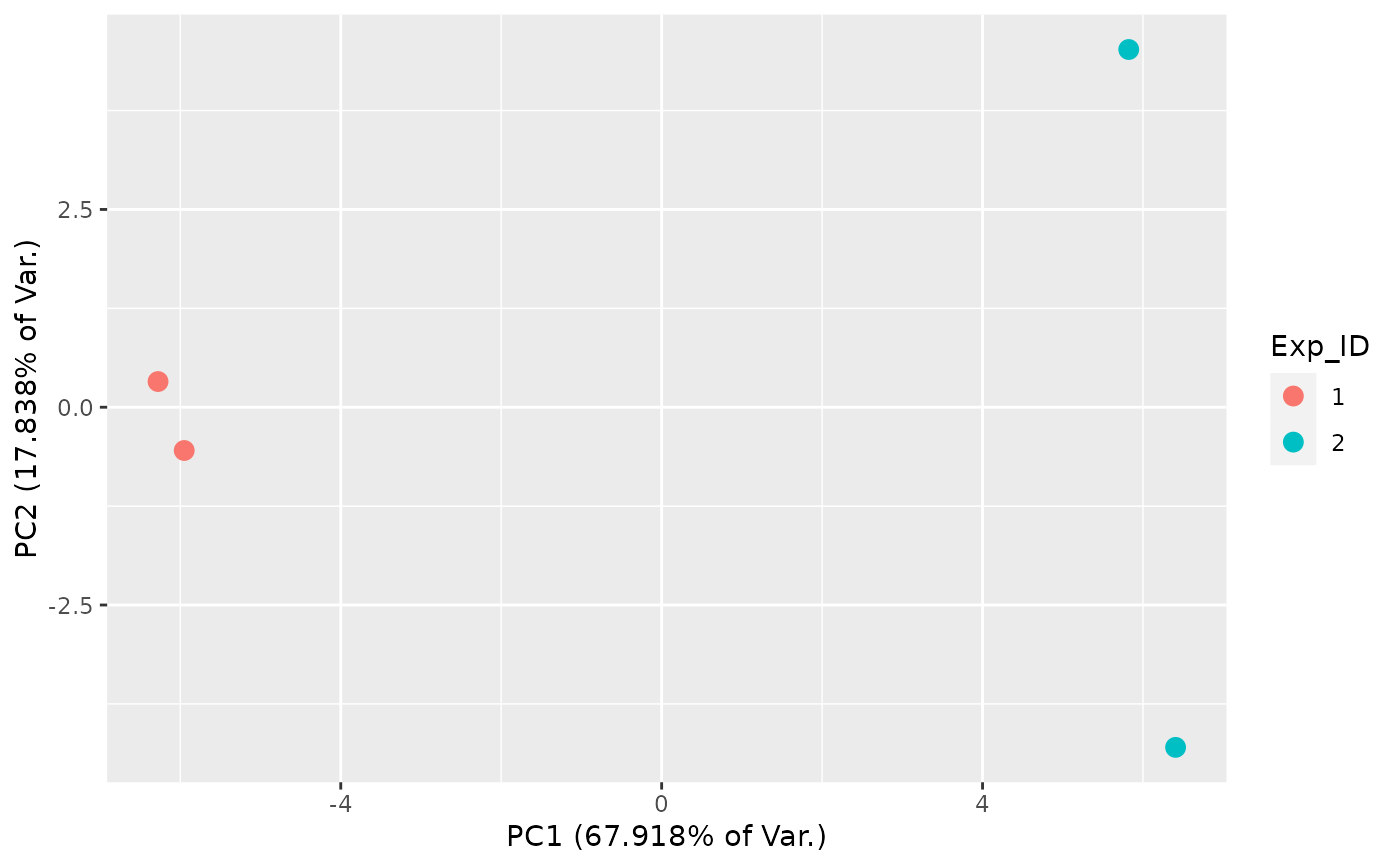 PC2 (17.838% of Var.)
2.5
0.0
-2.5
-4
0
4
PC1 (67.918% of Var.)
Exp_ID
1
2